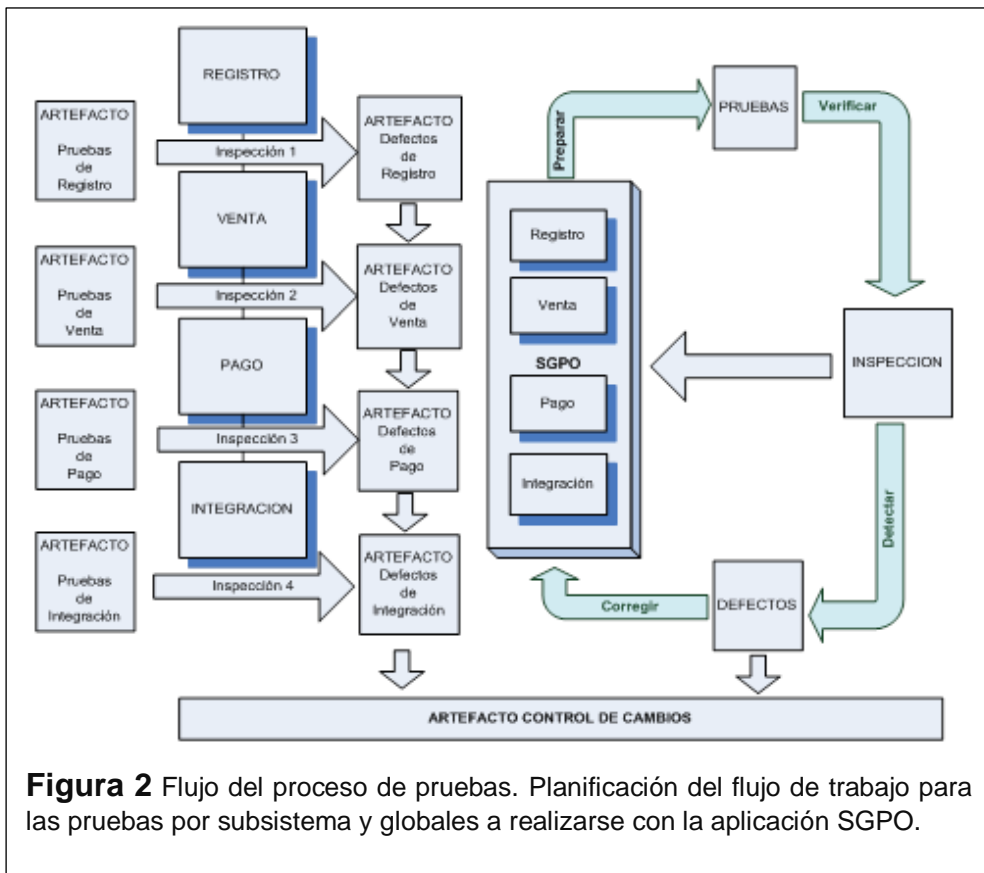 REGISTRO
ARTEFACTO
Pruebas
de
Registro
Inspección 1
ARTEFACTO
Defectos
de
Registro
VENTA
ARTEFACTO
Pruebas
de
Venta
Inspección 2
ARTEFACTO
Defectos
de
Venta
PAGO
ARTEFACTO
Pruebas
de
Pago
Inspección 3
ARTEFACTO
Defectos
de
Pago
INTEGRACION
ARTEFACTO
Pruebas
de
Integración
Inspección 4
ARTEFACTO
Defectos
de
Integración
Preparar
PRUEBAS
Verificar
Registro
Venta
SGPO
Pago
Integración
INSPECCION
Detectar
DEFECTOS
Corregir
ARTEFACTO CONTROL DE CAMBIOS
Figura 2 Flujo del proceso de pruebas. Planificación del flujo de trabajo para
las pruebas por subsistema y globales a realizarse con la aplicación SGPO.